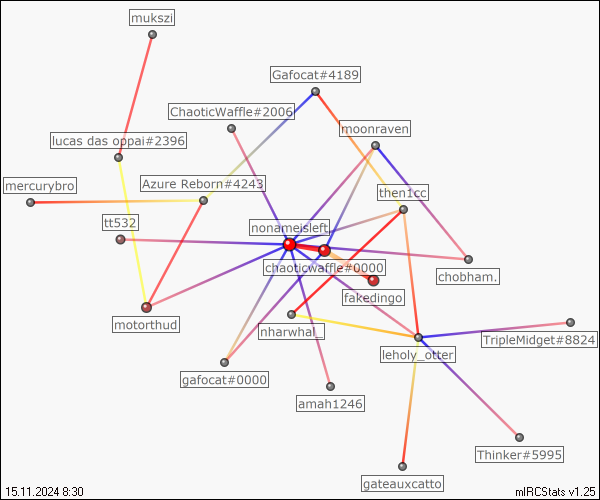 mukszi
Gafocat#4189
ChaoticWaffle#2006
moonraven
lucas das oppai#2396
mercurybro
Azure Reborn#4243
then1cc
tt532
nonameisleft
chaoticwaffle#0000
chobham.
fakedingo
motorthud
nharwhal_
leholy_otter
TripleMidget#8824
gafocat#0000
amah1246
Thinker#5995
gateauxcatto
15.11.2024 8:30
mIRCStats v1.25